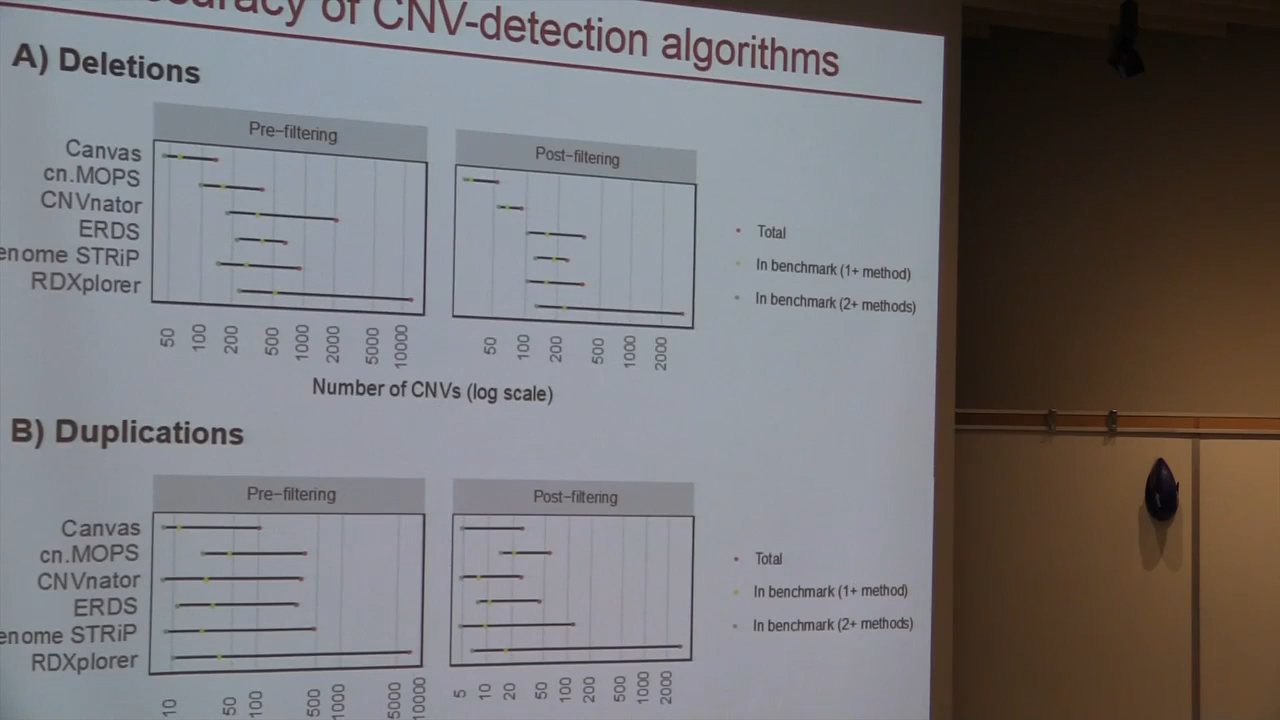 of CNV-detection algorithms
A) Deletions
Pre-filtering
Post-filtering
Canvas
cn.MOPS
CNVnator
ERDS
enome STRiP
RDXplorer
Total
In benchmark (1+ method)
In benchmark (2+ methods)
50 100 200 500 1000 2000 5000 10000
50 100 200 500 1000 2000
Number of CNVs (log scale)
B) Duplications
Pre-filtering
Post-filtering
Canvas
cn.MOPS
CNVnator
ERDS
enome STRiP
RDXplorer
Total
In benchmark (1+ method)
In benchmark (2+ methods)
10 50 100 500 1000 5000 10000
5 10 20 50 100 200 500 1000 2000